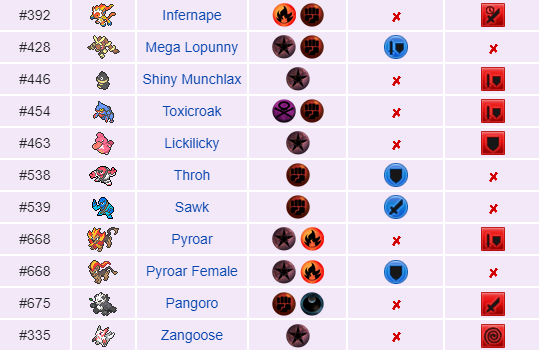 #392 Infernape
#428 Mega Lopunny
#446 Shiny Munchlax
#454 Toxicroak
#463 Lickilicky
#538 Throh
#539 Sawk
#668 Pyroar
#668 Pyroar Female
#675 Pangoro
#335 Zangoose